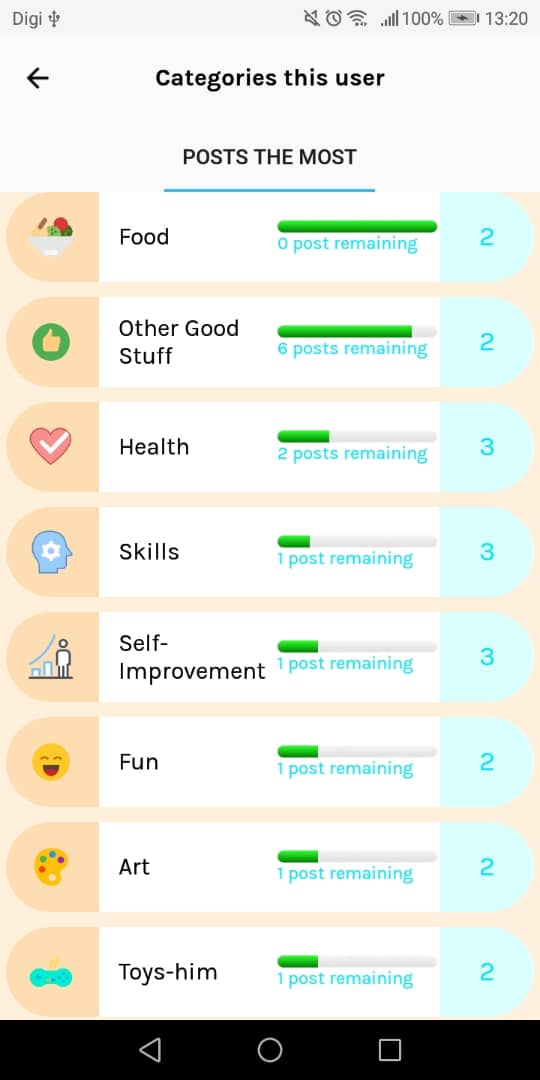 Digi 100% 13:20
Categories this user
POSTS THE MOST
Food
0 post remaining
2
Other Good
Stuff
6 posts remaining
2
Health
2 posts remaining
3
Skills
1 post remaining
3
Self-
Improvement
1 post remaining
3
Fun
1 post remaining
2
Art
1 post remaining
2
Toys-him
1 post remaining
2